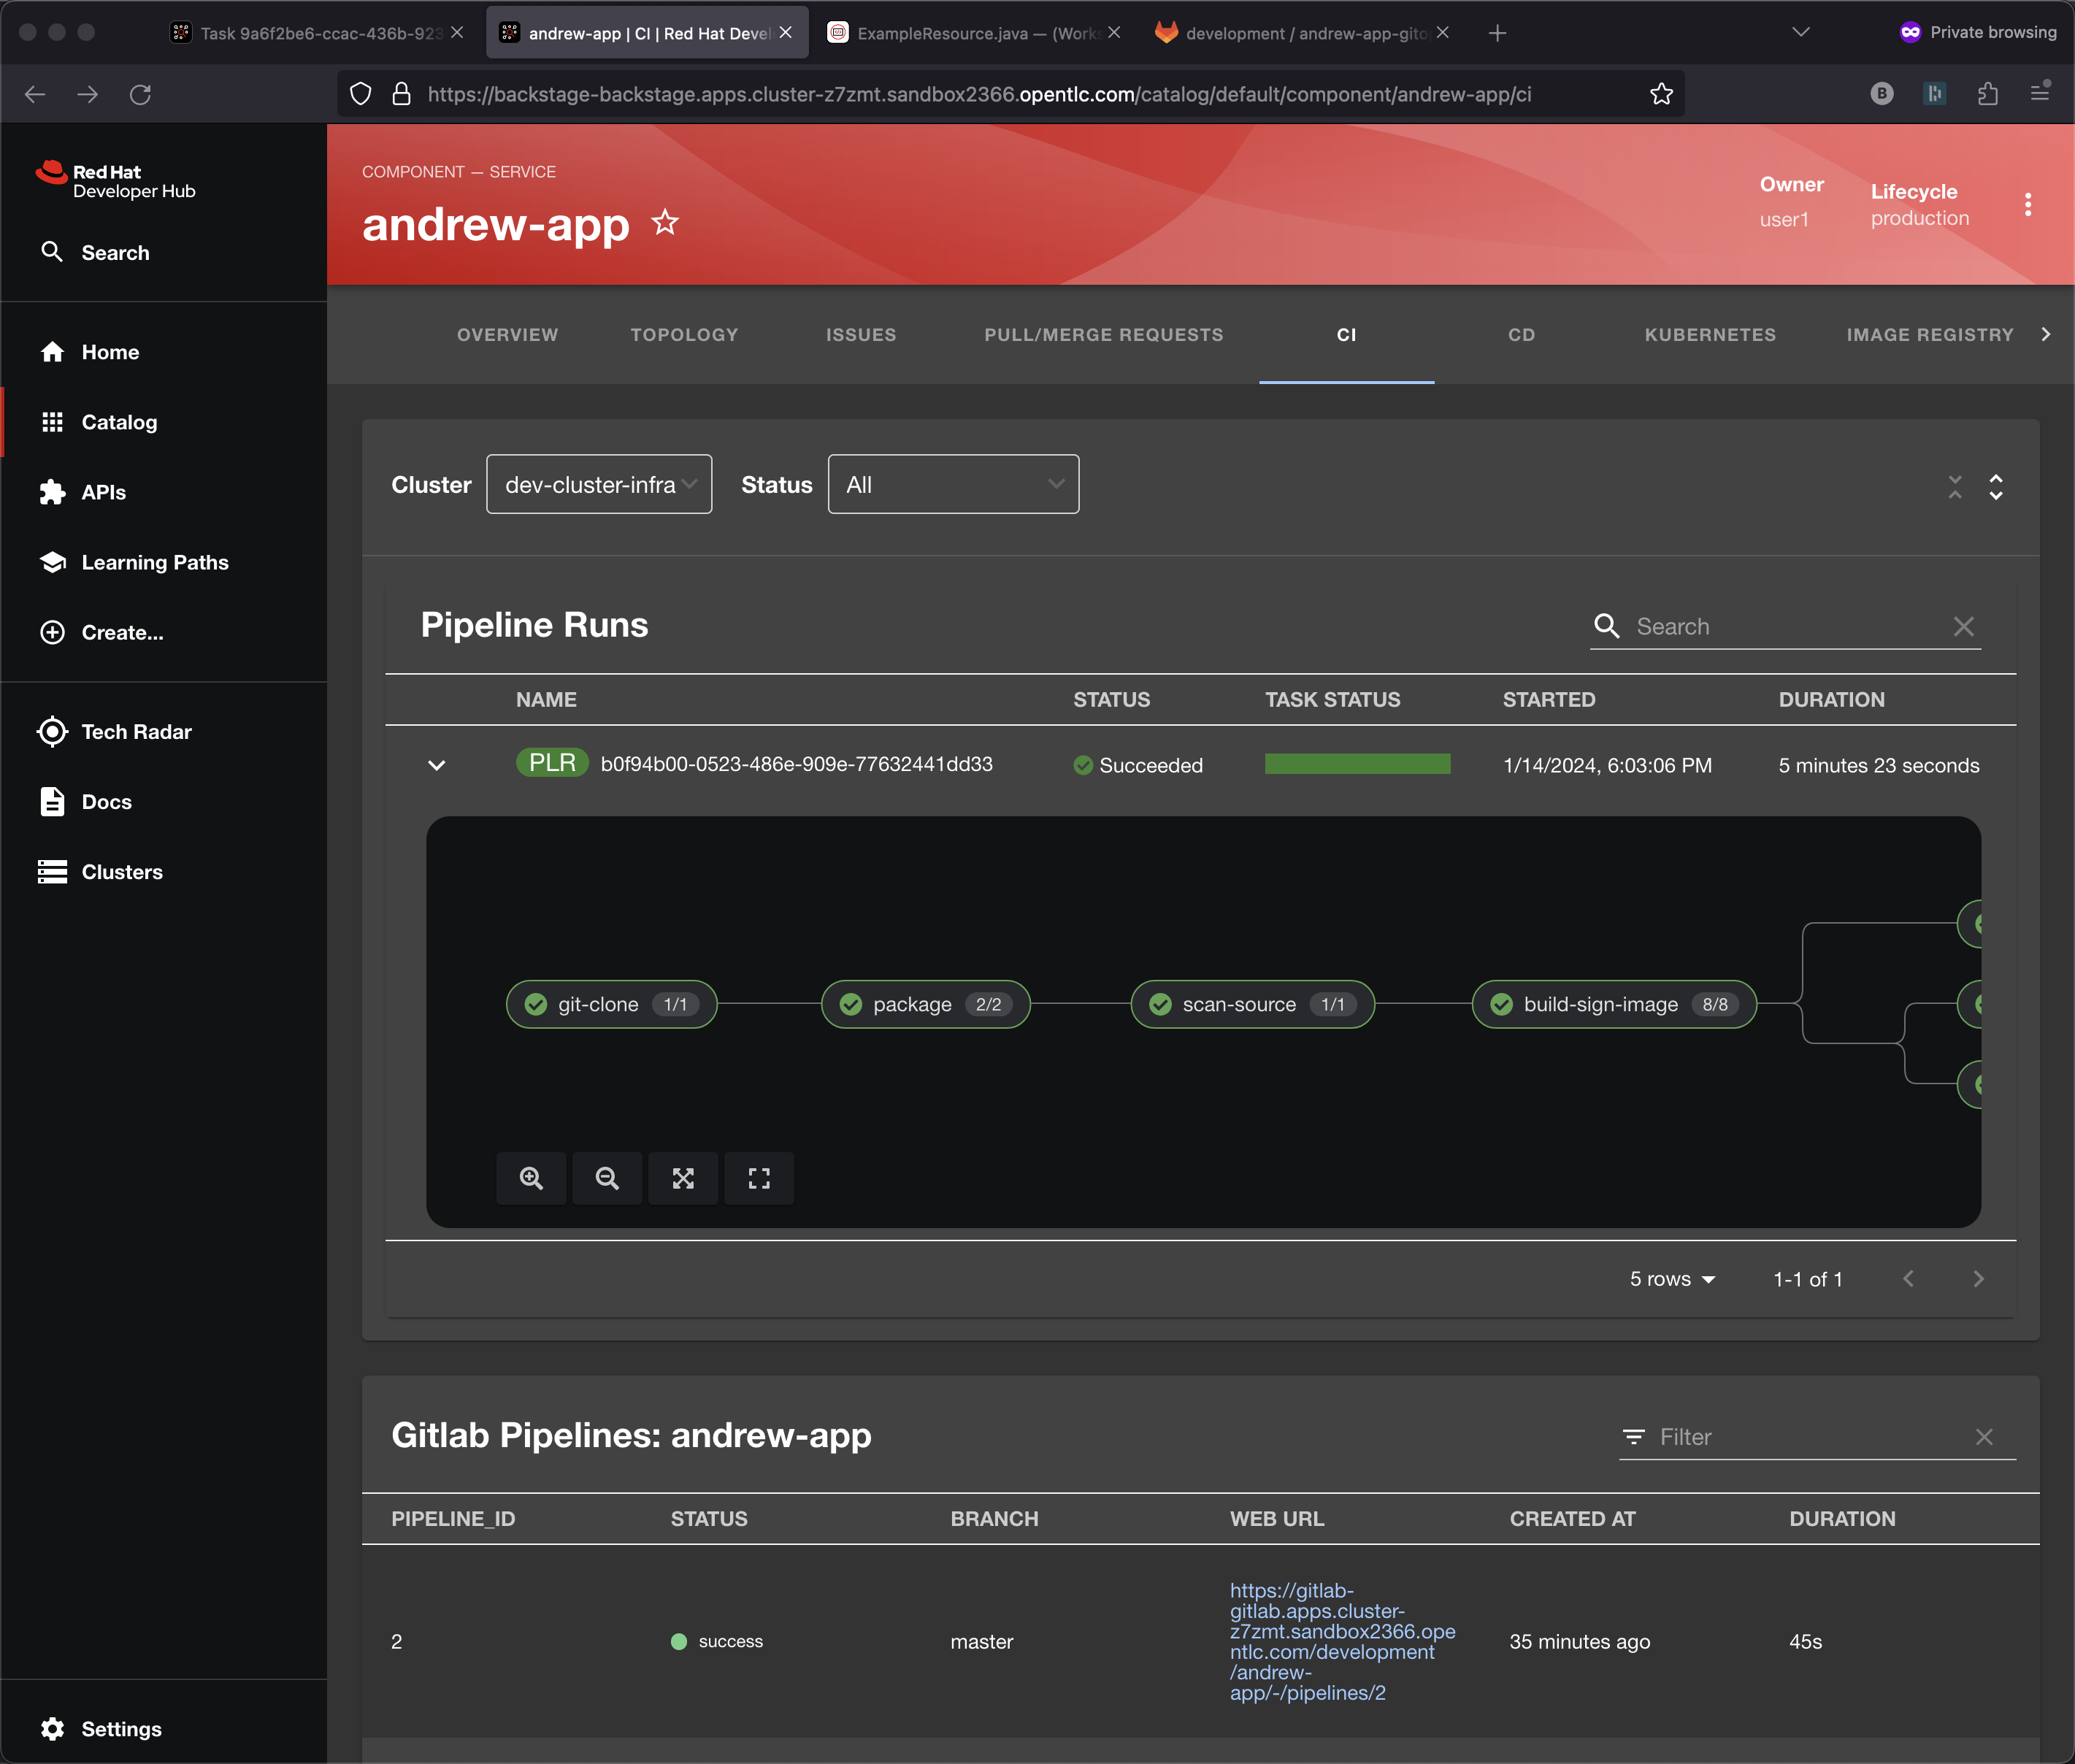 Task 9a6f2be6-ccac-436b-923
andrew-app | CI | Red Hat Devel
ExampleResource.java — (Works
development / andrew-app-gito
Private browsing
https://backstage-backstage.apps.cluster-z7zmt.sandbox2366.opentlc.com/catalog/default/component/andrew-app/ci
B
Red Hat
Developer Hub
Search
Home
Catalog
APIs
Learning Paths
Create...
Tech Radar
Docs
Clusters
Settings
COMPONENT — SERVICE
andrew-app
Owner
user1
Lifecycle
production
OVERVIEW
TOPOLOGY
ISSUES
PULL/MERGE REQUESTS
CI
CD
KUBERNETES
IMAGE REGISTRY
Cluster
dev-cluster-infra
Status
All
Pipeline Runs
Search
NAME STATUS TASK STATUS STARTED DURATION
PLR b0f94b00-0523-486e-909e-77632441dd33 Succeeded 1/14/2024, 6:03:06 PM 5 minutes 23 seconds
git-clone 1/1
package 2/2
scan-source 1/1
build-sign-image 8/8
5 rows
1-1 of 1
Gitlab Pipelines: andrew-app
Filter
PIPELINE_ID STATUS BRANCH WEB URL CREATED AT DURATION
2
success
master
https://gitlab-
gitlab.apps.cluster-
z7zmt.sandbox2366.ope
ntlc.com/development
/andrew-
app/-/pipelines/2
35 minutes ago
45s